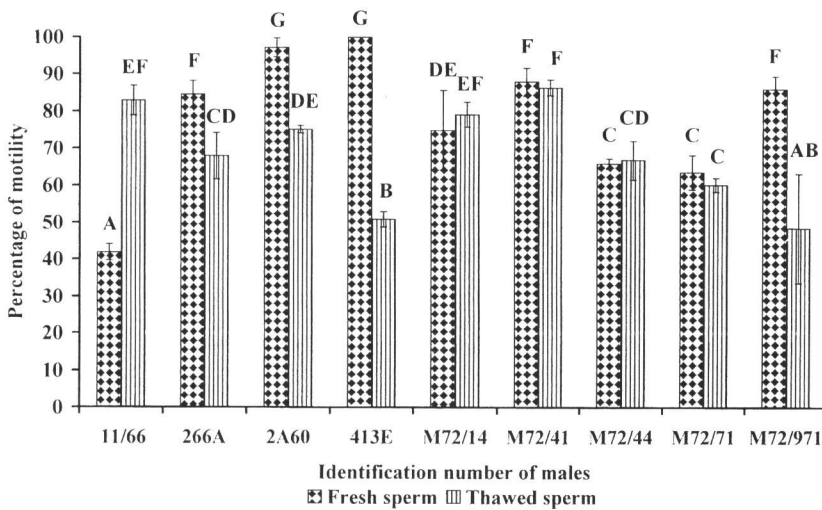 Percentage of motility
100
90
80
70
60
50
40
30
20
10
0
A
EF
F
CD
G
DE
G
B
DE
EF
F
F
C
CD
C
C
F
AB
11/66 266A 2A60 413E M72/14 M72/41 M72/44 M72/71 M72/971
Identification number of males
Fresh sperm Thawed sperm